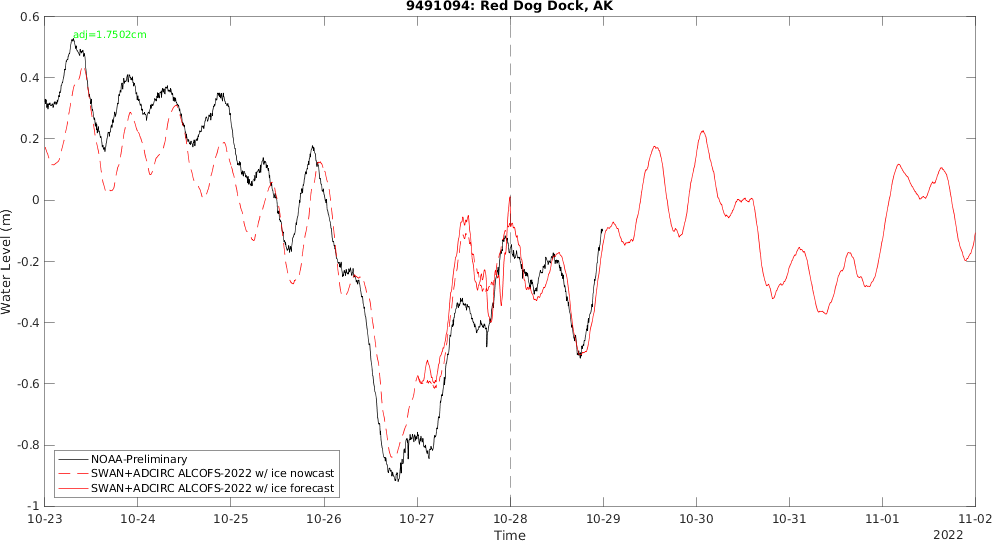 9491094: Red Dog Dock, AK
adj=1.7502cm
0.6
0.4
0.2
0
-0.2
-0.4
-0.6
-0.8
-1
Water Level (m)
NOAA-Preliminary
SWAN+ADCIRC ALCOFS-2022 w/ ice nowcast
SWAN+ADCIRC ALCOFS-2022 w/ ice forecast
10-23 10-24 10-25 10-26 10-27 10-28 10-29 10-30 10-31 11-01 11-02
Time
2022